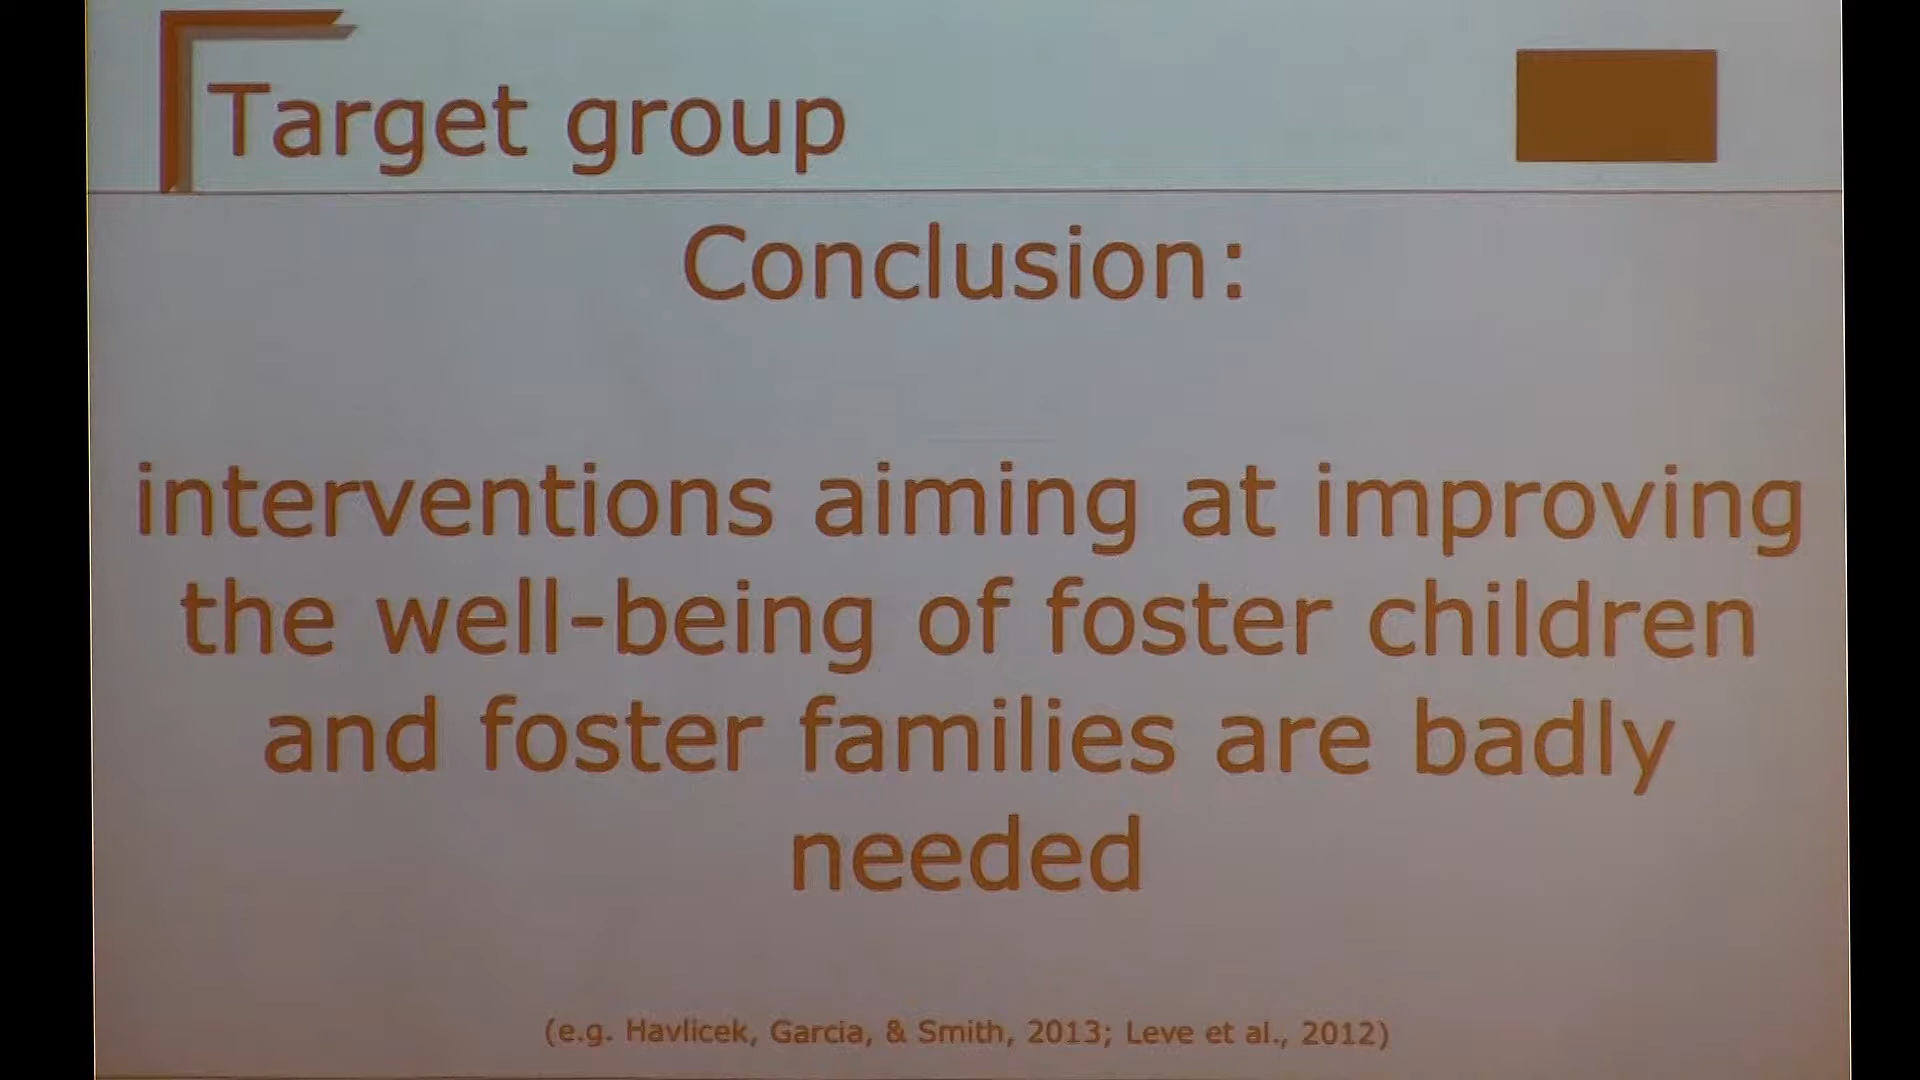 Target group
Conclusion:
interventions aiming at improving
the well-being of foster children
and foster families are badly
needed
(e.g. Havlicek, Garcia, & Smith, 2013; Leve et al., 2012)